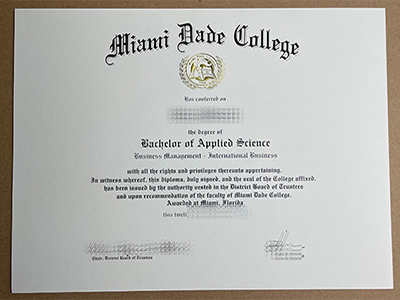 Miami Dade College
has conferred on
the degree of
Bachelor of Applied Science
Business Management - International Business
with all the rights and privileges thereunto appertaining.
In witness whereof, this diploma, duly signed, and the seal of the College affixed,
has been issued by the authority vested in the District Board of Trustees
and upon recommendation of the faculty of Miami Dade College.
Awarded at Miami, Florida
this twelf
Chair, District Board of Trustees